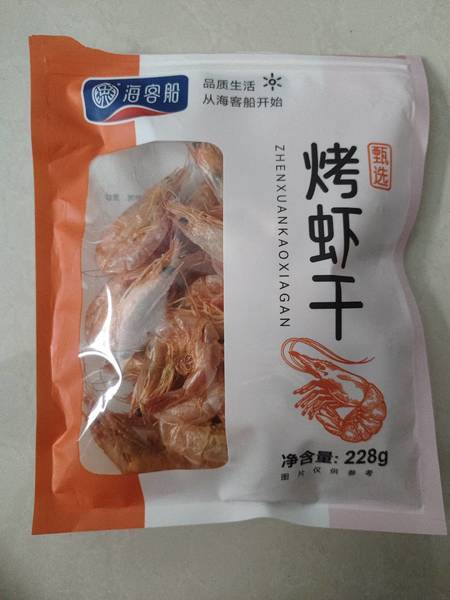 海客船
品质生活
从海客船开始
甄选
烤虾干
ZHENXUANKAOXIAGAN
净含量: 228g
图片仅供参考